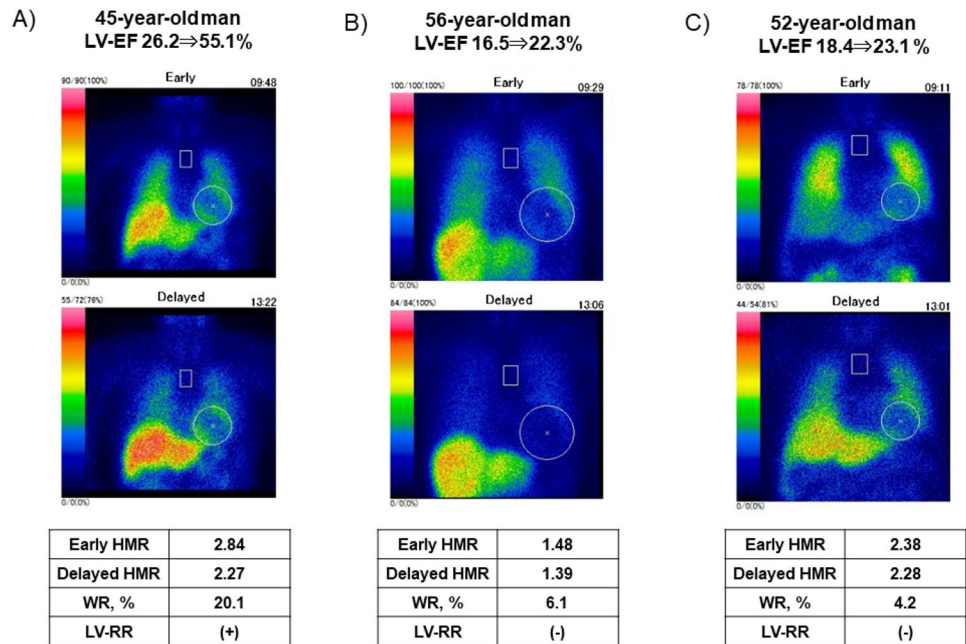 A)
45-year-old man
LV-EF 26.2⇒55.1%
90/90(100%) Early 09:48
0/0(0%)
55/72(76%) Delayed 13:22
0/0(0%)
Early HMR 2.84
Delayed HMR 2.27
WR, % 20.1
LV-RR (+)
B)
56-year-old man
LV-EF 16.5⇒22.3%
100/100(100%) Early 09:29
0/0(0%)
84/84(100%) Delayed 13:06
0/0(0%)
Early HMR 1.48
Delayed HMR 1.39
WR, % 6.1
LV-RR (-)
C)
52-year-old man
LV-EF 18.4⇒23.1%
78/78(100%) Early 09:11
0/0(0%)
44/54(81%) Delayed 13:01
0/0(0%)
Early HMR 2.38
Delayed HMR 2.28
WR, % 4.2
LV-RR (-)